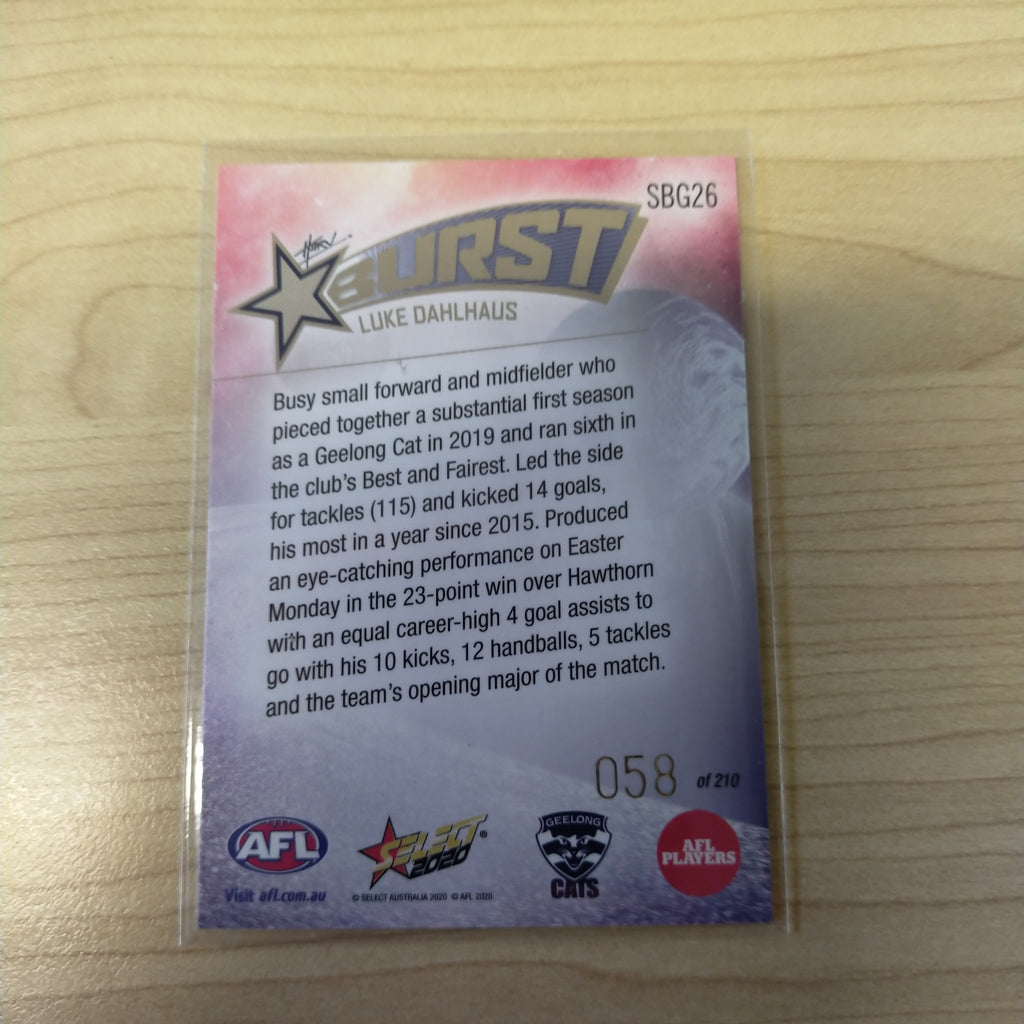 SBG26
BURST
LUKE DAHLHAUS
Busy small forward and midfielder who
pieced together a substantial first season
as a Geelong Cat in 2019 and ran sixth in
the club's Best and Fairest. Led the side
for tackles (115) and kicked 14 goals,
his most in a year since 2015. Produced
an eye-catching performance on Easter
Monday in the 23-point win over Hawthorn
with an equal career-high 4 goal assists to
go with his 10 kicks, 12 handballs, 5 tackles
and the team's opening major of the match.
058 of 210
AFL
Visit afl.com.au
SELECT®
2020
© SELECT AUSTRALIA 2020 © AFL 2020
GEELONG
CATS
AFL
PLAYERS